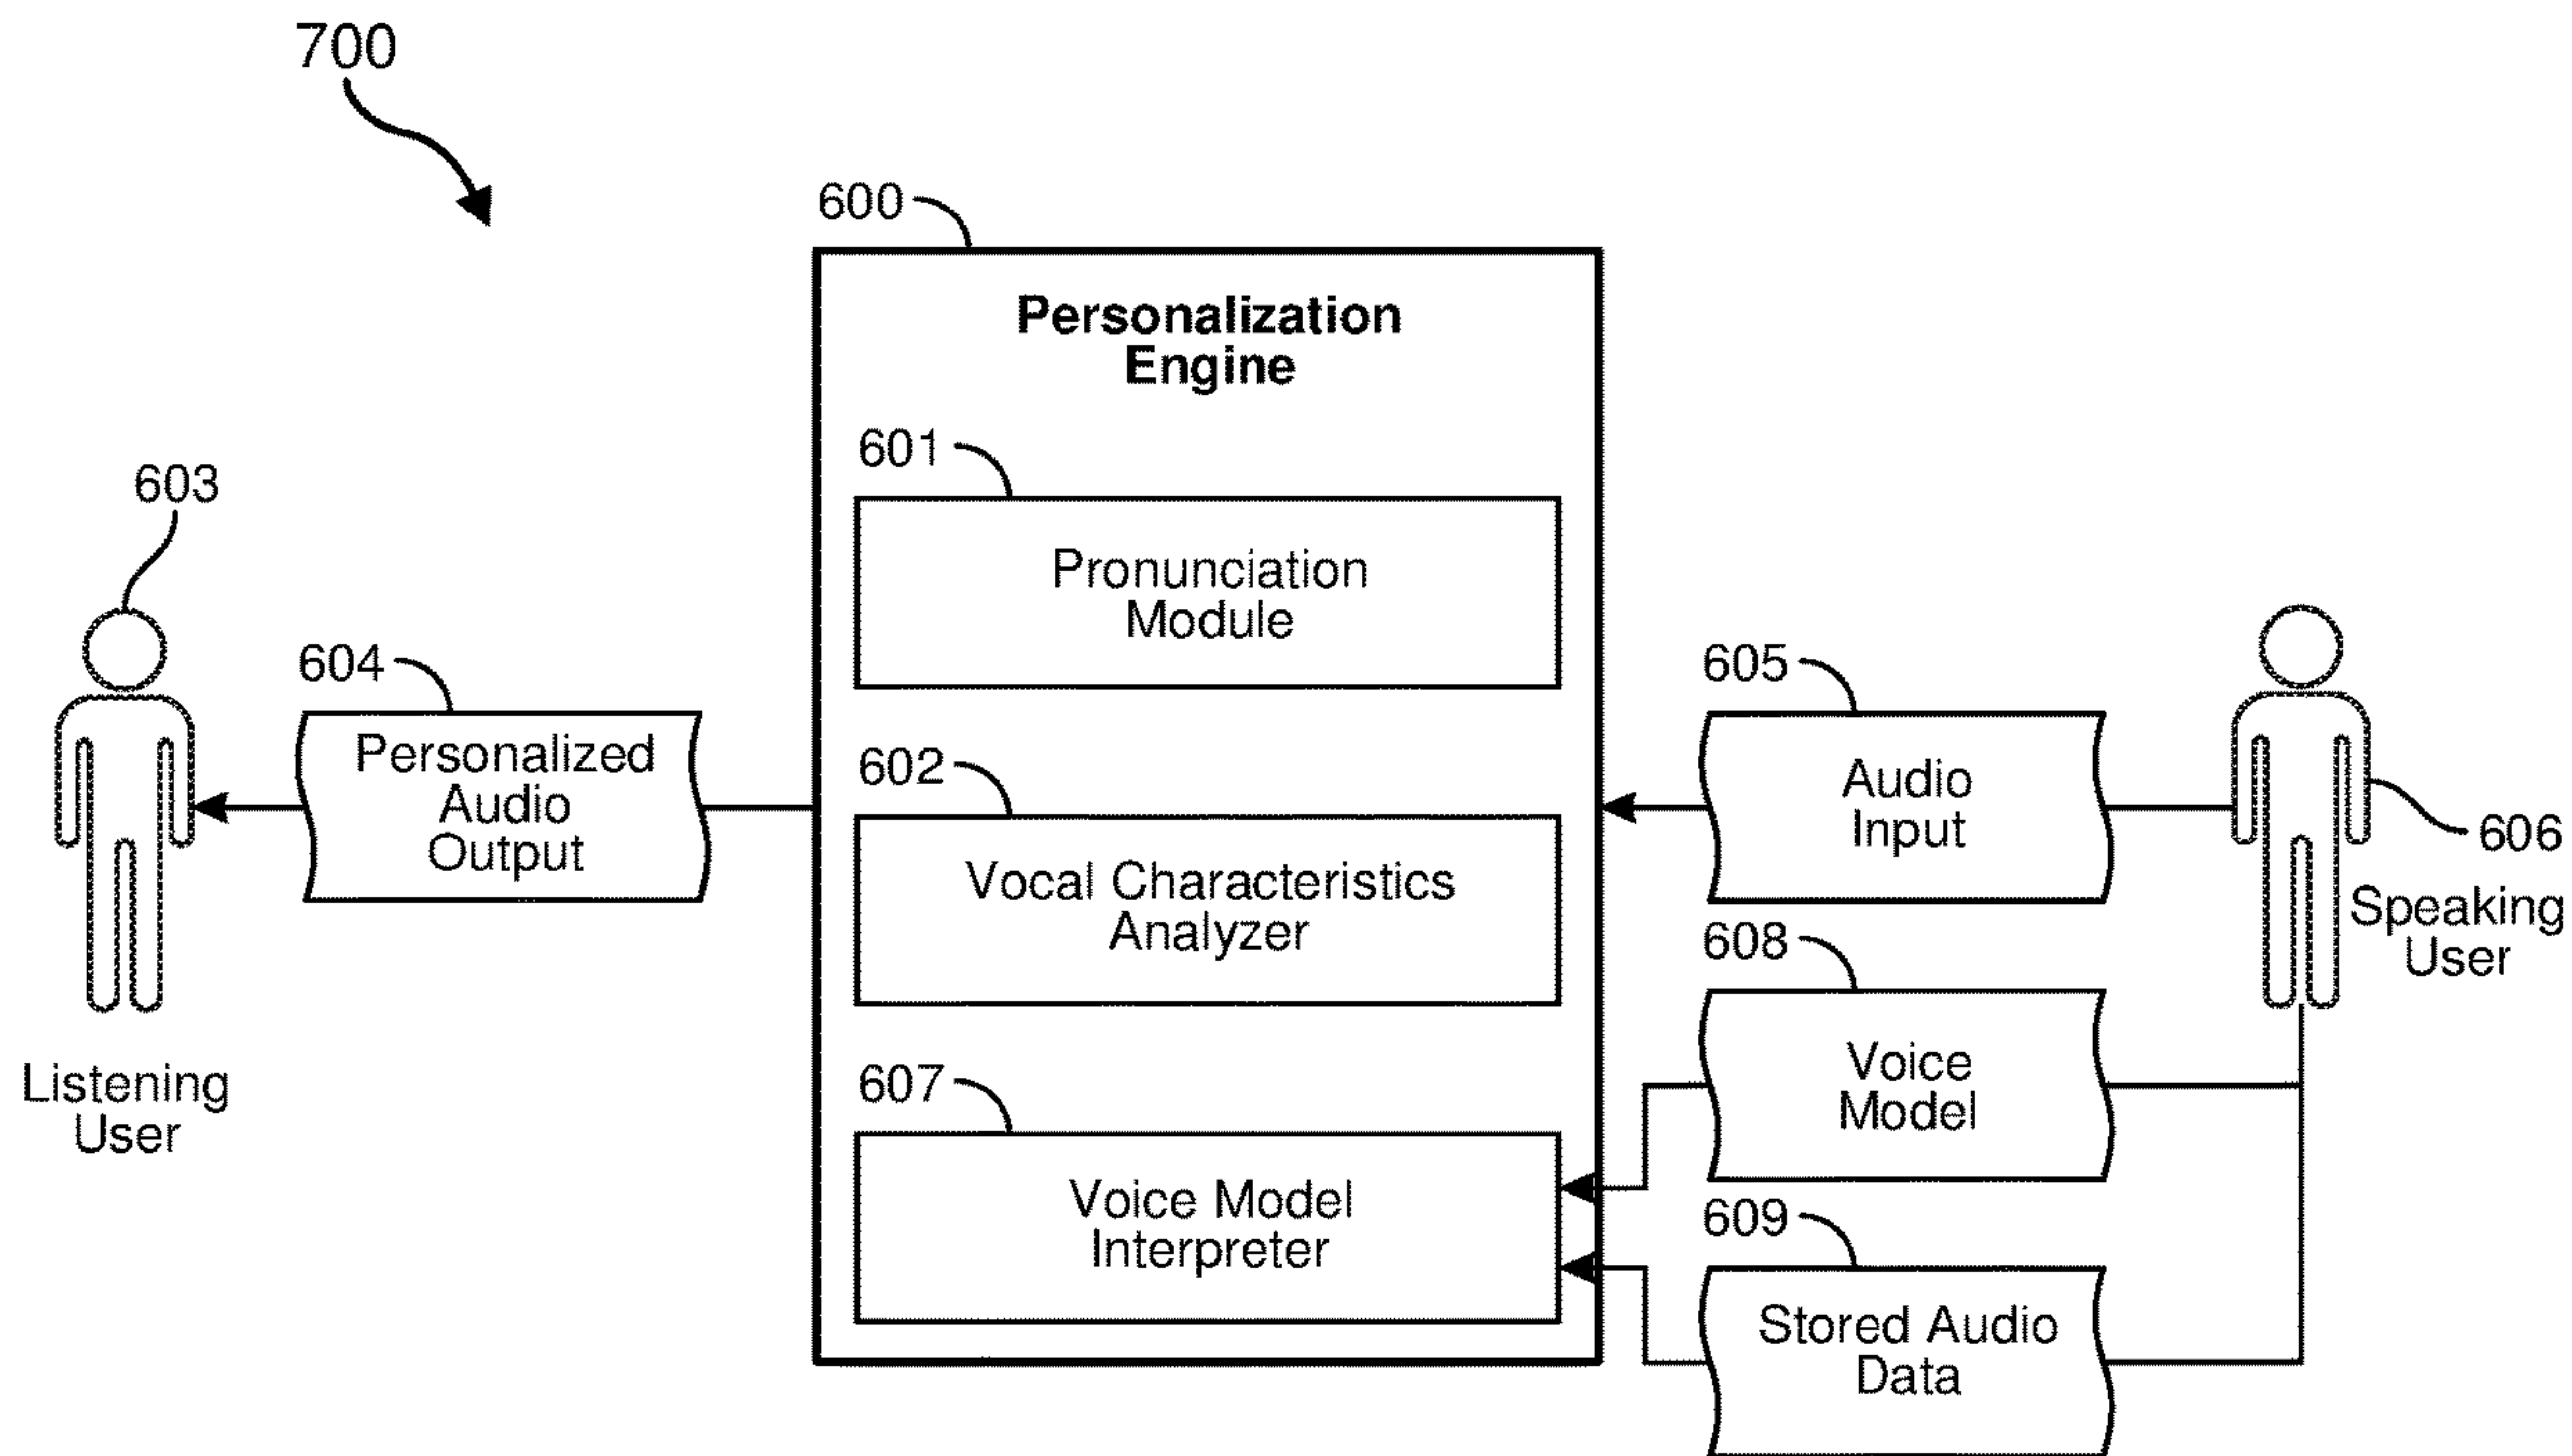 700
600
Personalization
Engine
601
Pronunciation
Module
603
604
Personalized
Audio
Output
602
Vocal Characteristics
Analyzer
605
Audio
Input
606
Speaking
User
608
Voice
Model
Listening
User
607
Voice Model
Interpreter
609
Stored Audio
Data